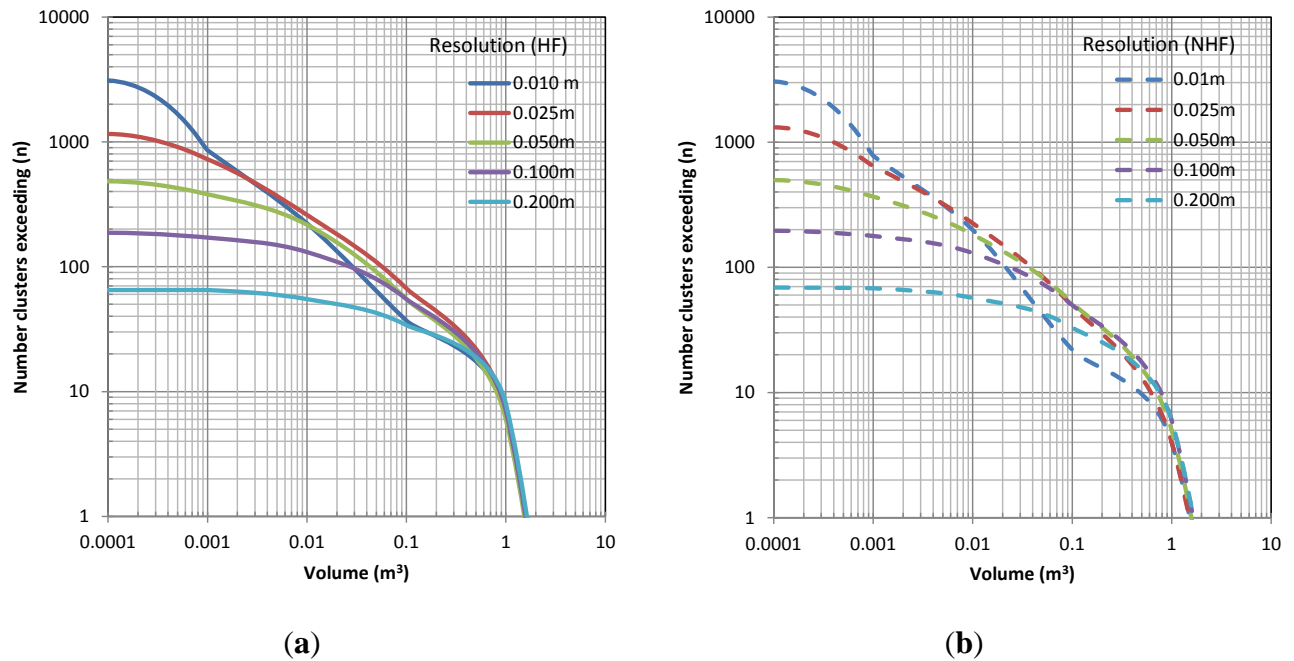 Resolution (HF)
0.010 m
0.025m
0.050m
0.100m
0.200m
Number clusters exceeding (n)
10000
1000
100
10
1
0.0001
0.001
0.01
0.1
1
10
Volume (m³)
(a)
Resolution (NHF)
0.01m
0.025m
0.050m
0.100m
0.200m
Number clusters exceeding (n)
10000
1000
100
10
1
0.0001
0.001
0.01
0.1
1
10
Volume (m³)
(b)